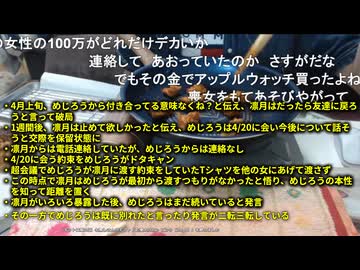 の女性の100万がどれだけデカいか
連絡して あおっていたのか さすがだな
でもその金でアップルウォッチ買ったよね
喪女をもてあそびやがって
・4月上旬、めじろうから付き合ってる意味なくね？と伝え、凛月はだったら友達に戻ろうと言って破局
・1週間後、凛月は止めて欲しかったと伝え、めじろうは4/20に会い今後について話そうと交際を保留状態に
・凛月からは電話連絡していたが、めじろうからは連絡なし
・4/20に会う約束をめじろうがドタキャン
・超会議でめじろうが凛月に渡す約束をしていたTシャツを他の女にあげて渡さず
・この時点で凛月はめじろうが最初から渡すつもりがなかったと悟り、めじろうの本性を知って距離を置く
・凛月がいろいろ暴露した後、めじろうはまだ続いていると発言
・その一方でめじろうは既に別れたと言ったり発言が二転三転している